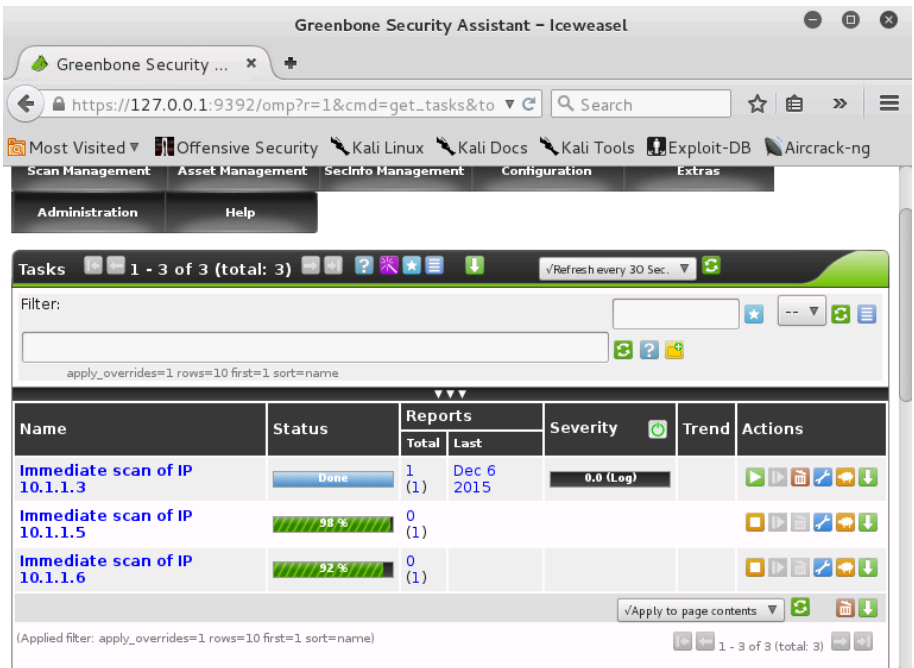 Greenbone Security Assistant - Iceweasel
Greenbone Security ...
https://127.0.0.1:9392/omp?r=1&cmd=get_tasks&to
Search
Most Visited
Offensive Security
Kali Linux
Kali Docs
Kali Tools
Exploit-DB
Aircrack-ng
Scan Management
Asset Management
SecInfo Management
Configuration
Extras
Administration
Help
Tasks
1 - 3 of 3 (total: 3)
√Refresh every 30 Sec.
Filter:
--
apply_overrides=1 rows=10 first=1 sort=name
Name
Status
Reports
Total
Last
Severity
Trend
Actions
Immediate scan of IP
10.1.1.3
Done
1
(1)
Dec 6
2015
0.0 (Log)
Immediate scan of IP
10.1.1.5
98 %
0
(1)
Immediate scan of IP
10.1.1.6
92 %
0
(1)
√Apply to page contents
(Applied filter: apply_overrides=1 rows=10 first=1 sort=name)
1 - 3 of 3 (total: 3)